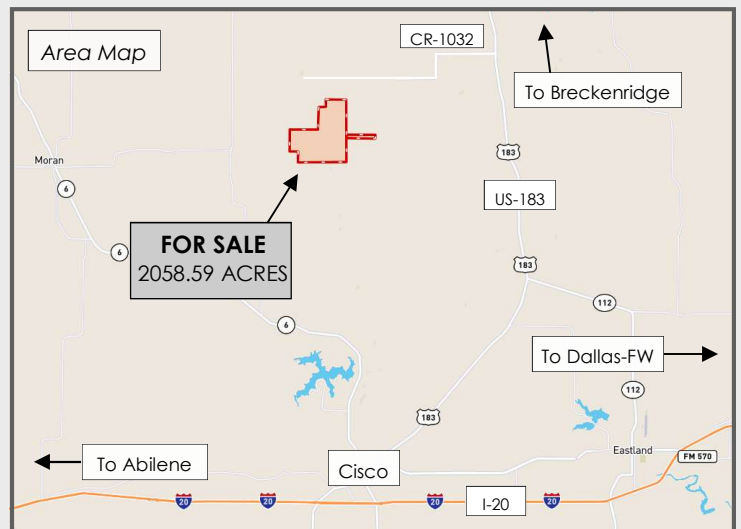 Area Map
CR-1032
To Breckenridge
Moran
183
6
US-183
6
FOR SALE
2058.59 ACRES
183
112
6
To Dallas-FW
112
183
Eastland
FM 570
To Abilene
Cisco
20
20
20
I-20
20